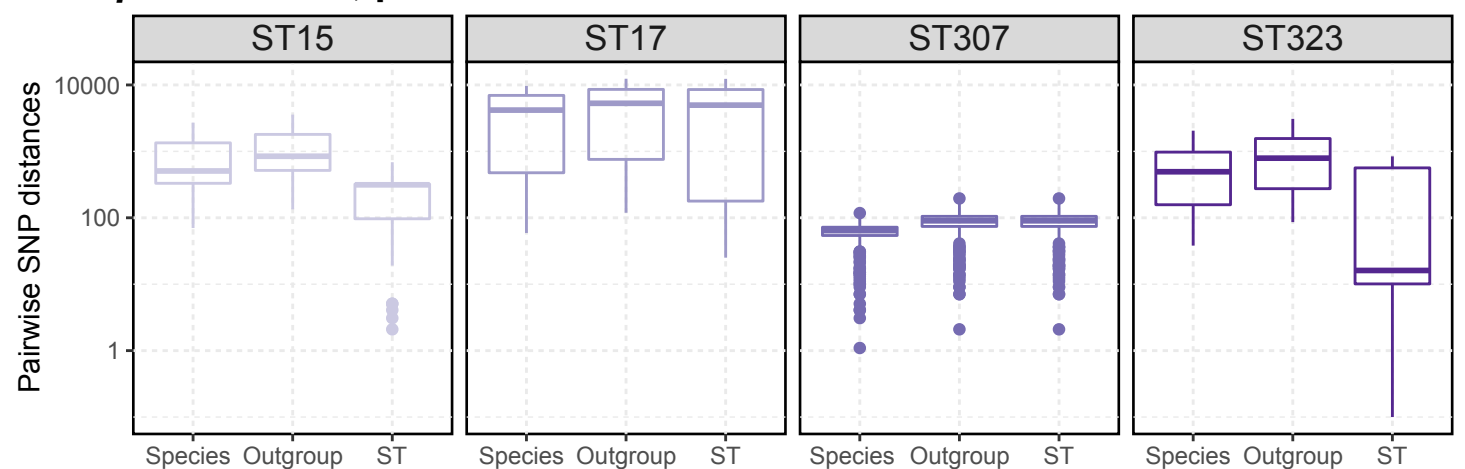 ST15 ST17 ST307 ST323
Pairwise SNP distances
10000
100
1
Species Outgroup ST Species Outgroup ST Species Outgroup ST Species Outgroup ST